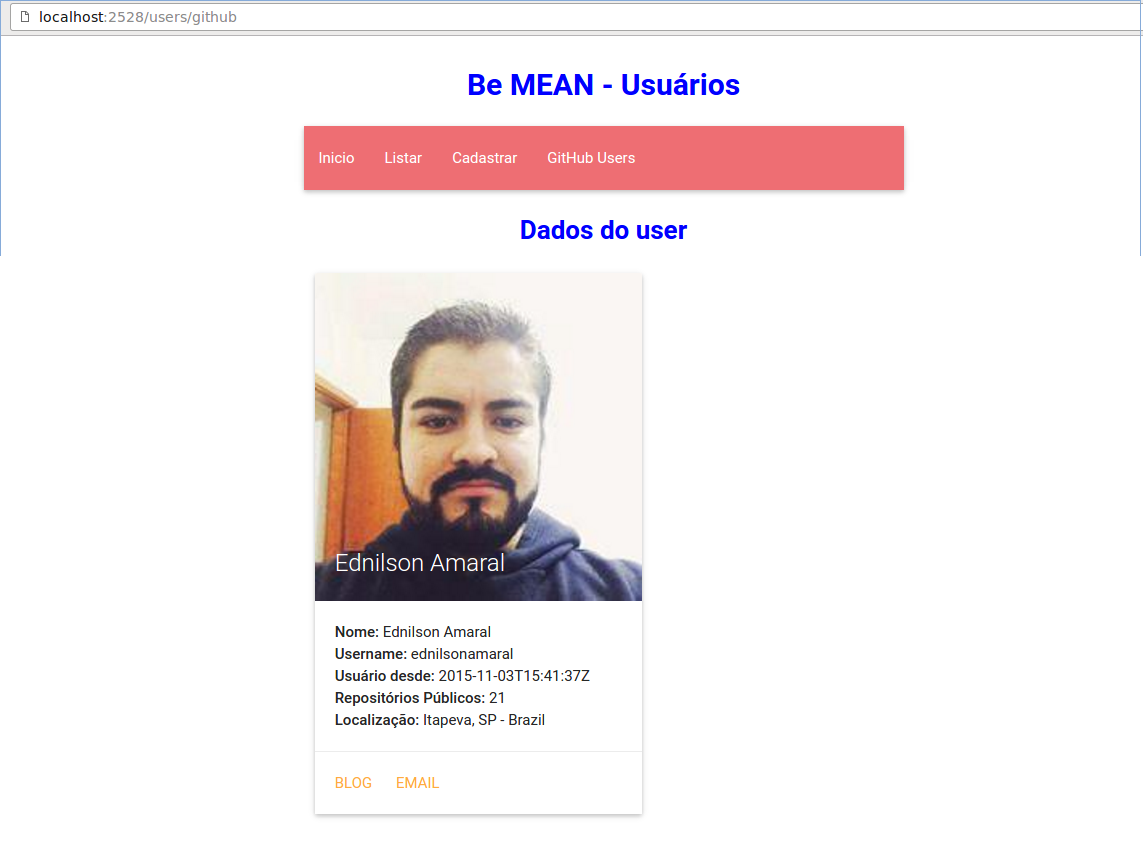 localhost:2528/users/github
Be MEAN - Usuários
Inicio Listar Cadastrar GitHub Users
Dados do user
Ednilson Amaral
Nome: Ednilson Amaral
Username: ednilsonamaral
Usuário desde: 2015-11-03T15:41:37Z
Repositórios Públicos: 21
Localização: Itapeva, SP - Brazil
BLOG EMAIL